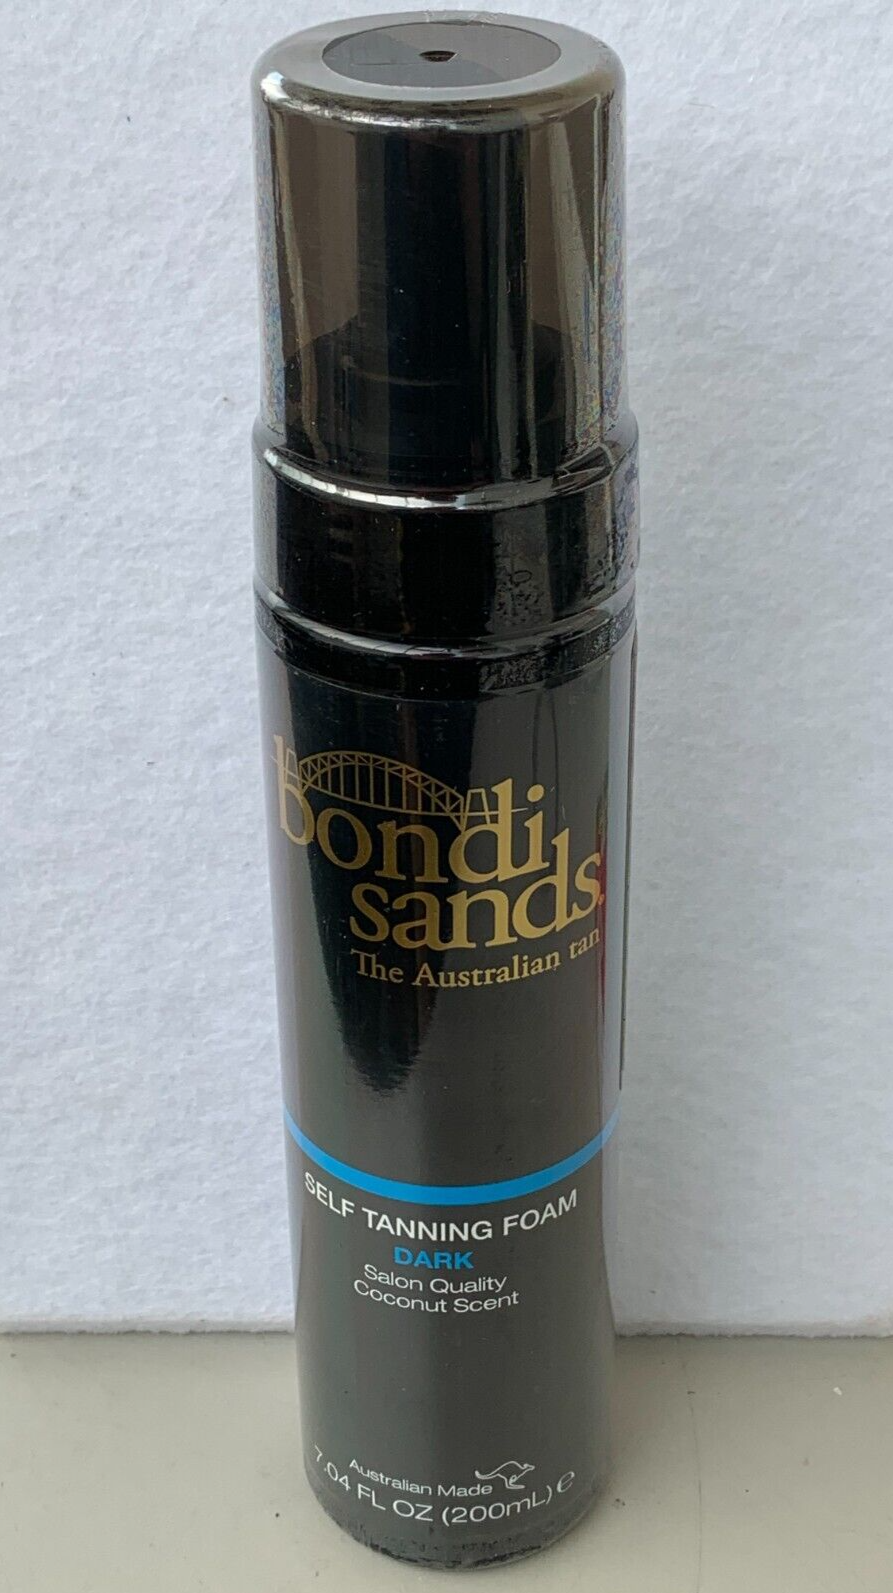 bondi
sands®
The Australian tan
SELF TANNING FOAM
DARK
Salon Quality
Coconut Scent
Australian Made
7.04 FL OZ (200mL) ℮